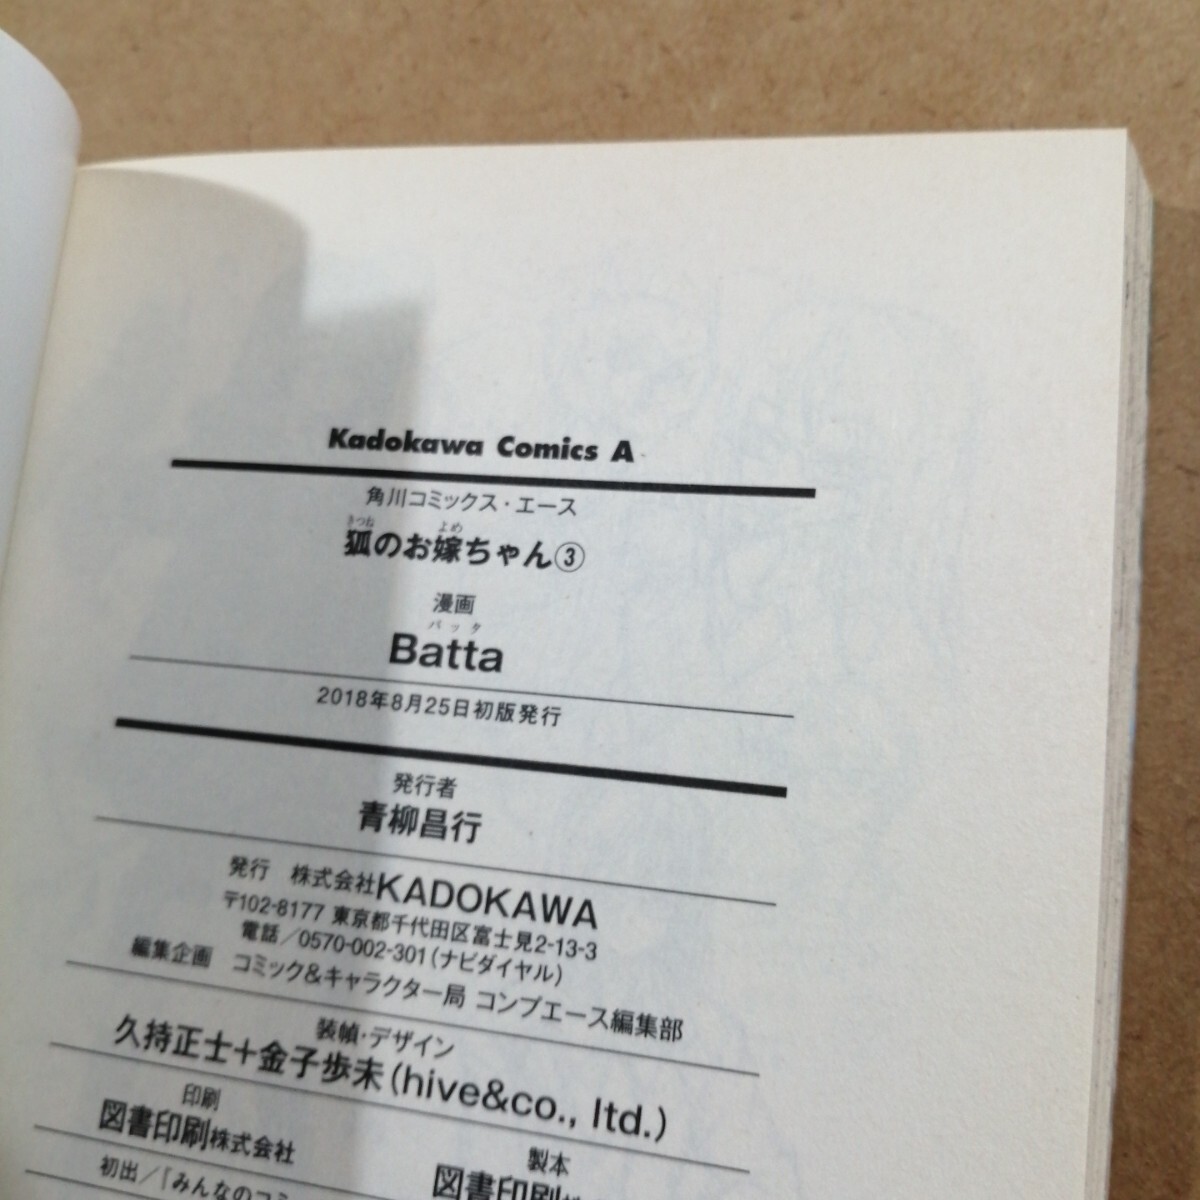 Kadokawa Comics A
角川コミックス・エース
きつね よめ
狐のお嫁ちゃん③
漫画
バッタ
Batta
2018年8月25日初版発行
発行者
青柳昌行
発行 株式会社KADOKAWA
〒102-8177 東京都千代田区富士見2-13-3
電話/0570-002-301(ナビダイヤル)
編集企画 コミック&キャラクター局 コンプエース編集部
装幀・デザイン
久持正士+金子歩未(hive&co., ltd.)
印刷
図書印刷株式会社
製本
図書印刷株
初出/『みんなのコミ